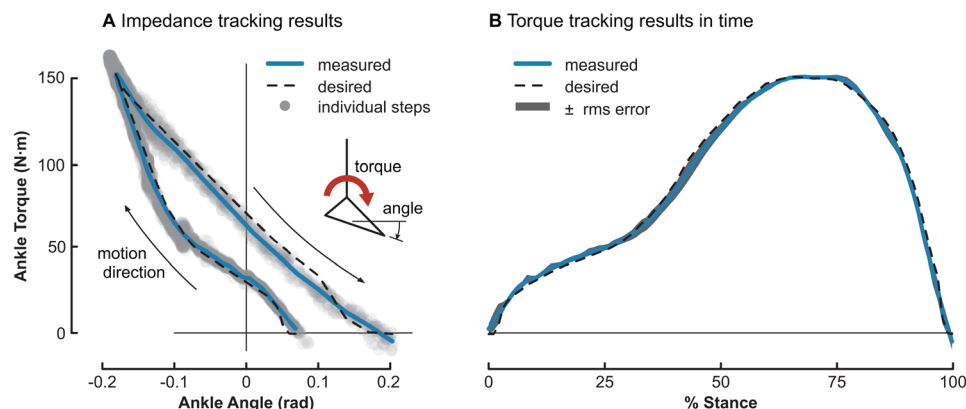 A Impedance tracking results
measured
desired
individual steps
torque
angle
motion
direction
Ankle Torque (N·m)
150
100
50
0
-0.2
-0.1
0
0.1
0.2
Ankle Angle (rad)
B Torque tracking results in time
measured
desired
± rms error
0
25
50
75
100
% Stance